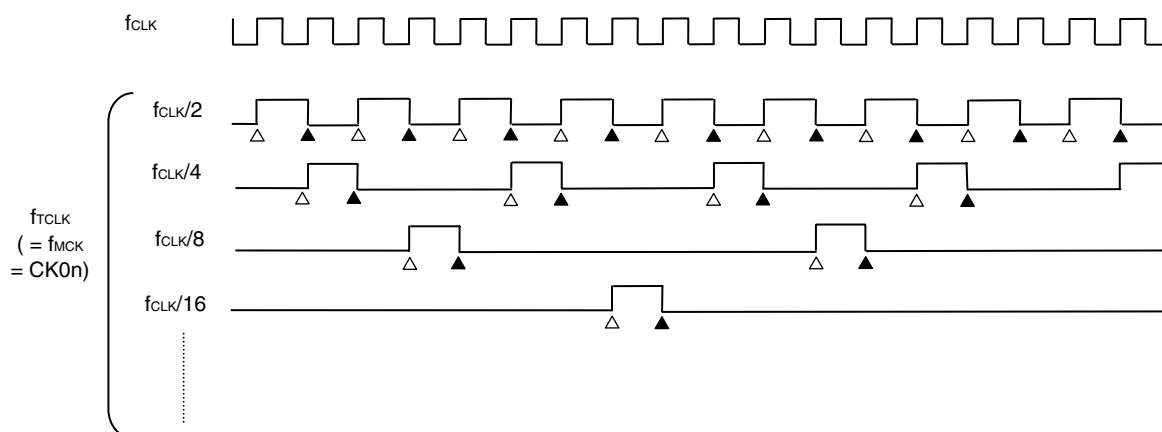 fCLK
fCLK/2
fCLK/4
fTCLK
( = fMCK
= CK0n)
fCLK/8
fCLK/16